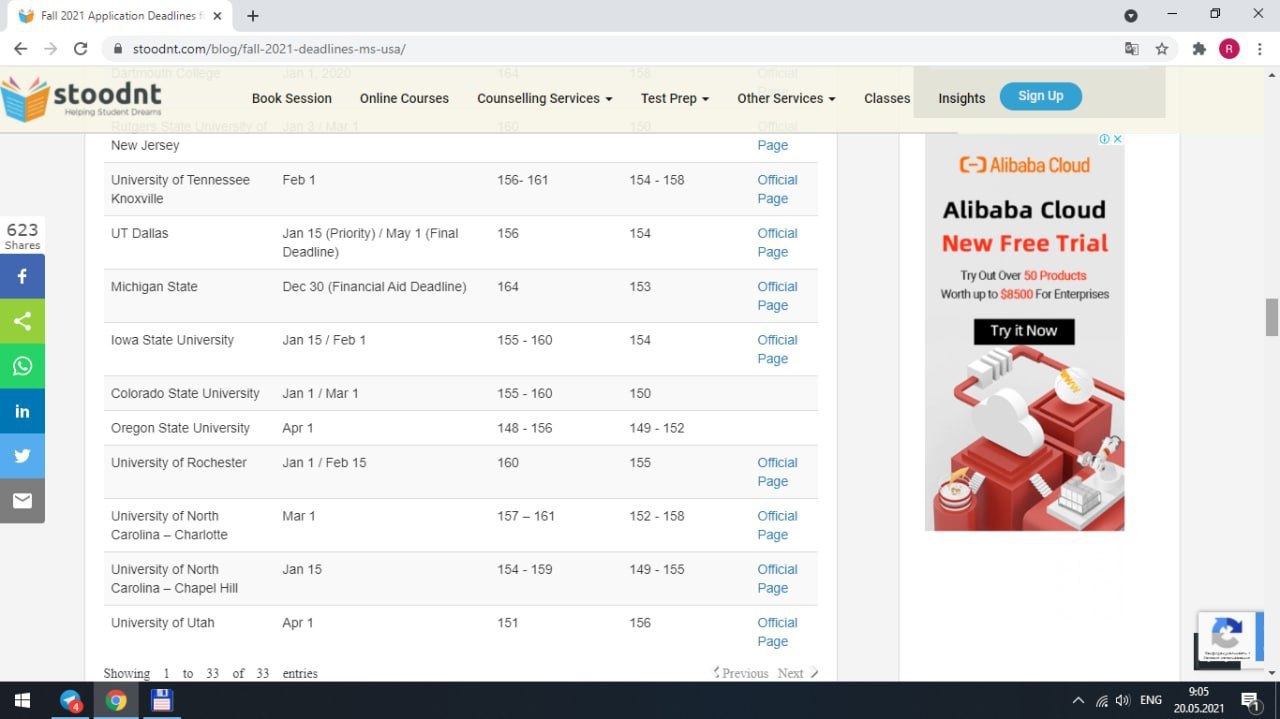 Fall 2021 Application Deadlines f
stoodnt.com/blog/fall-2021-deadlines-ms-usa/
R
Dartmouth College Jan 1, 2020 164 158 Official
stoodnt
Helping Student Dreams
Book Session Online Courses Counselling Services Test Prep Other Services Classes Insights Sign Up
Rutgers State University of Jan 3 / Mar 1 160 150 Official
New Jersey Page
University of Tennessee Feb 1 156- 161 154 - 158 Official
Knoxville Page
UT Dallas Jan 15 (Priority) / May 1 (Final 156 154 Official
Deadline) Page
Michigan State Dec 30 (Financial Aid Deadline) 164 153 Official
Page
Iowa State University Jan 15 / Feb 1 155 - 160 154 Official
Page
Colorado State University Jan 1 / Mar 1 155 - 160 150
Oregon State University Apr 1 148 - 156 149 - 152
University of Rochester Jan 1 / Feb 15 160 155 Official
Page
University of North Mar 1 157 – 161 152 - 158 Official
Carolina – Charlotte Page
University of North Jan 15 154 - 159 149 - 155 Official
Carolina – Chapel Hill Page
University of Utah Apr 1 151 156 Official
Page
Showing 1 to 33 of 33 entries Previous Next
623
Shares
f
in
Alibaba Cloud
Alibaba Cloud
New Free Trial
Try Out Over 50 Products
Worth up to $8500 For Enterprises
Try it Now
WWW
4
ENG
9:05
20.05.2021
1